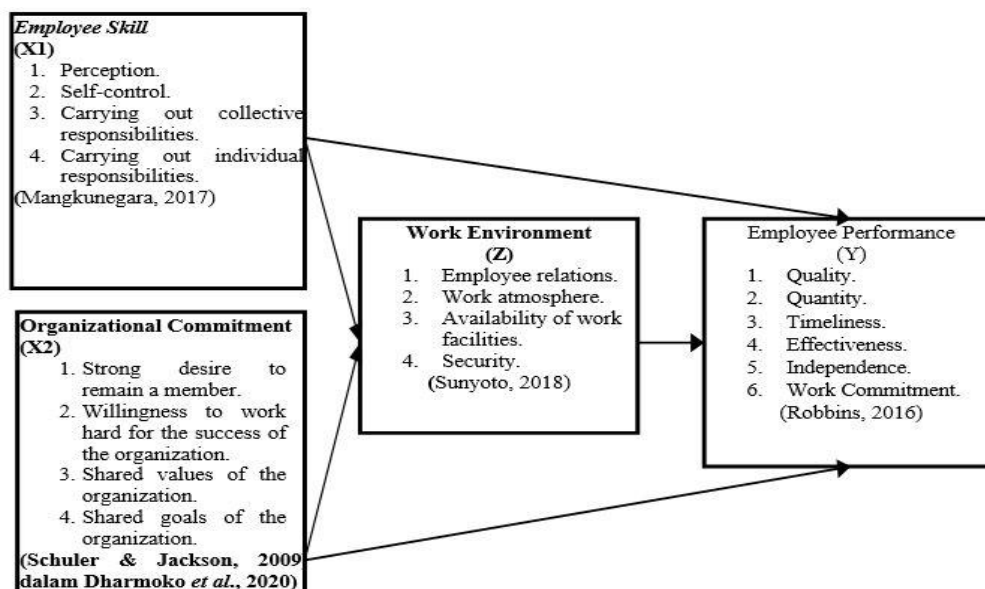 Employee Skill
(X1)
1. Perception.
2. Self-control.
3. Carrying out collective
responsibilities.
4. Carrying out individual
responsibilities.
(Mangkunegara, 2017)
Organizational Commitment
(X2)
1. Strong desire to
remain a member.
2. Willingness to work
hard for the success of
the organization.
3. Shared values of the
organization.
4. Shared goals of the
organization.
(Schuler & Jackson, 2009
dalam Dharmoko et al., 2020)
Work Environment
(Z)
1. Employee relations.
2. Work atmosphere.
3. Availability of work
facilities.
4. Security.
(Sunyoto, 2018)
Employee Performance
(Y)
1. Quality.
2. Quantity.
3. Timeliness.
4. Effectiveness.
5. Independence.
6. Work Commitment.
(Robbins, 2016)